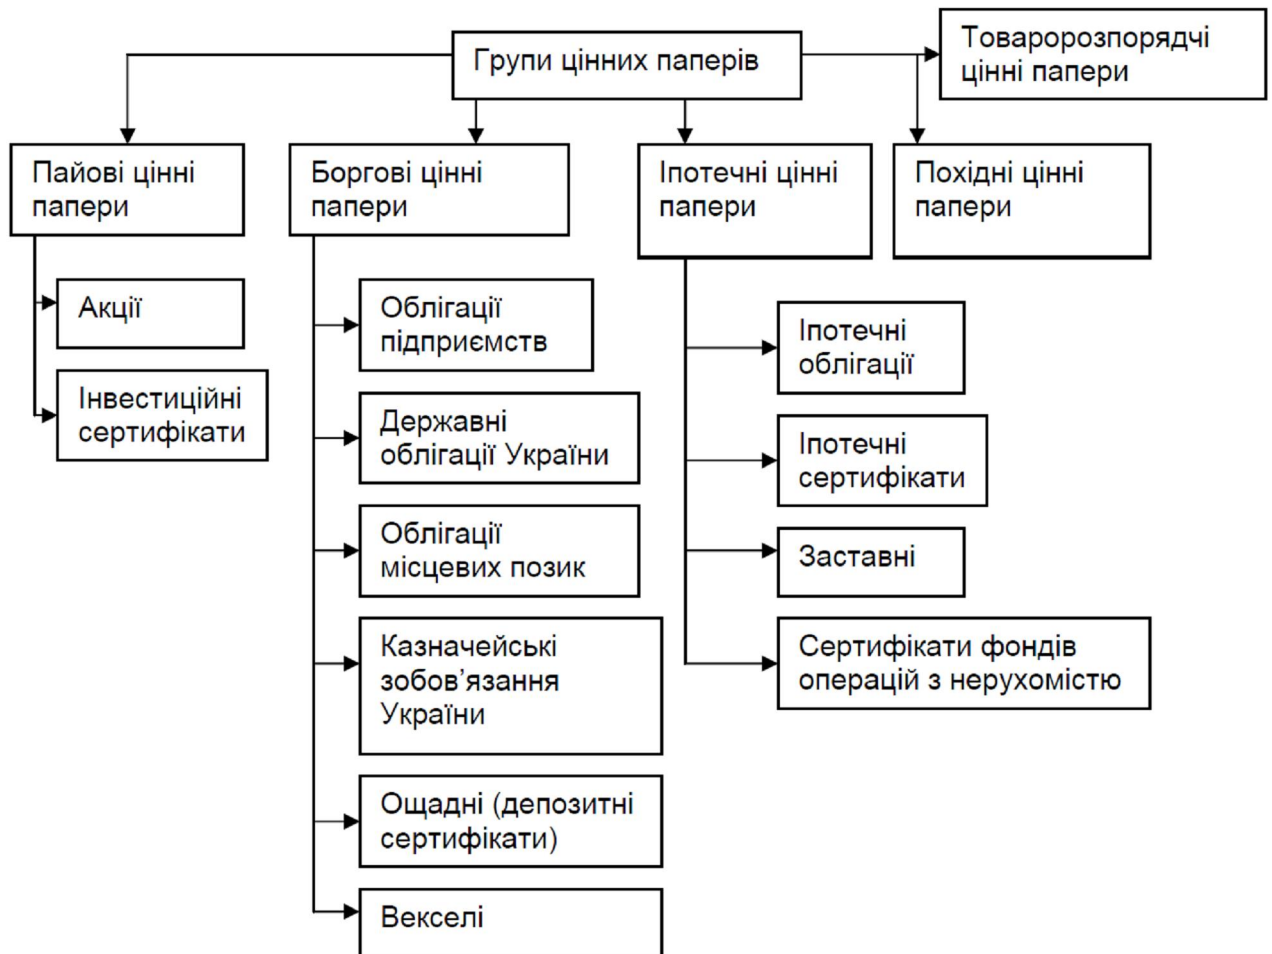 Групи цінних паперів
Товаророзпорядчі
цінні папери
Пайові цінні
папери
Боргові цінні
папери
Іпотечні цінні
папери
Похідні цінні
папери
Акції
Інвестиційні
сертифікати
Облігації
підприємств
Державні
облігації України
Облігації
місцевих позик
Казначейські
зобов’язання
України
Ощадні (депозитні
сертифікати)
Векселі
Іпотечні
облігації
Іпотечні
сертифікати
Заставні
Сертифікати фондів
операцій з нерухомістю